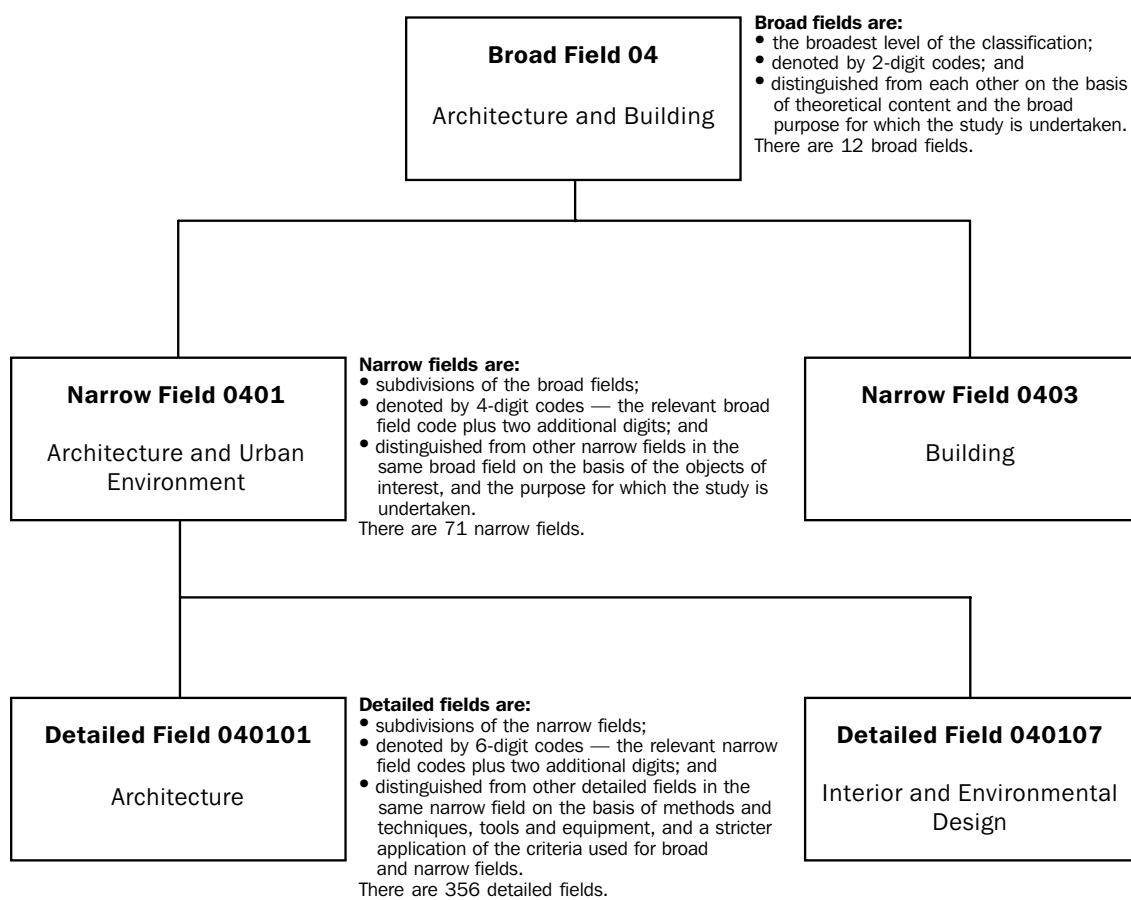 Broad Field 04
Architecture and Building
Broad fields are:
• the broadest level of the classification;
• denoted by 2-digit codes; and
• distinguished from each other on the basis
of theoretical content and the broad
purpose for which the study is undertaken.
There are 12 broad fields.
Narrow Field 0401
Architecture and Urban
Environment
Narrow fields are:
• subdivisions of the broad fields;
• denoted by 4-digit codes — the relevant broad
field code plus two additional digits; and
• distinguished from other narrow fields in the
same broad field on the basis of the objects of
interest, and the purpose for which the study is
undertaken.
There are 71 narrow fields.
Narrow Field 0403
Building
Detailed Field 040101
Architecture
Detailed fields are:
• subdivisions of the narrow fields;
• denoted by 6-digit codes — the relevant narrow
field codes plus two additional digits; and
• distinguished from other detailed fields in the
same narrow field on the basis of methods and
techniques, tools and equipment, and a stricter
application of the criteria used for broad
and narrow fields.
There are 356 detailed fields.
Detailed Field 040107
Interior and Environmental
Design